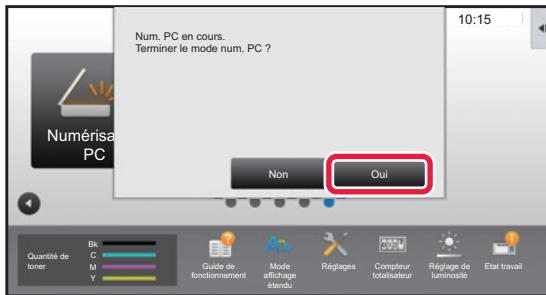 10:15
Num. PC en cours.
Terminer le mode num. PC ?
Numérisa
PC
Non
Oui
Quantité de
toner
Bk
C
M
Y
Guide de
fonctionnement
Mode
affichage
étendu
Réglages
Compteur
totalisateur
Réglage de
luminosité
Etat travail